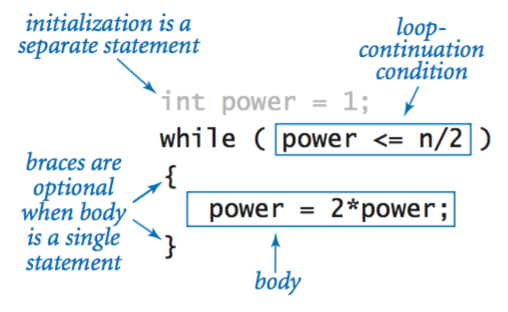 initialization is a
separate statement
loop-
continuation
condition
int power = 1;
while ( power <= n/2 )
braces are
optional
when body
is a single
statement
{
power = 2*power;
}
body